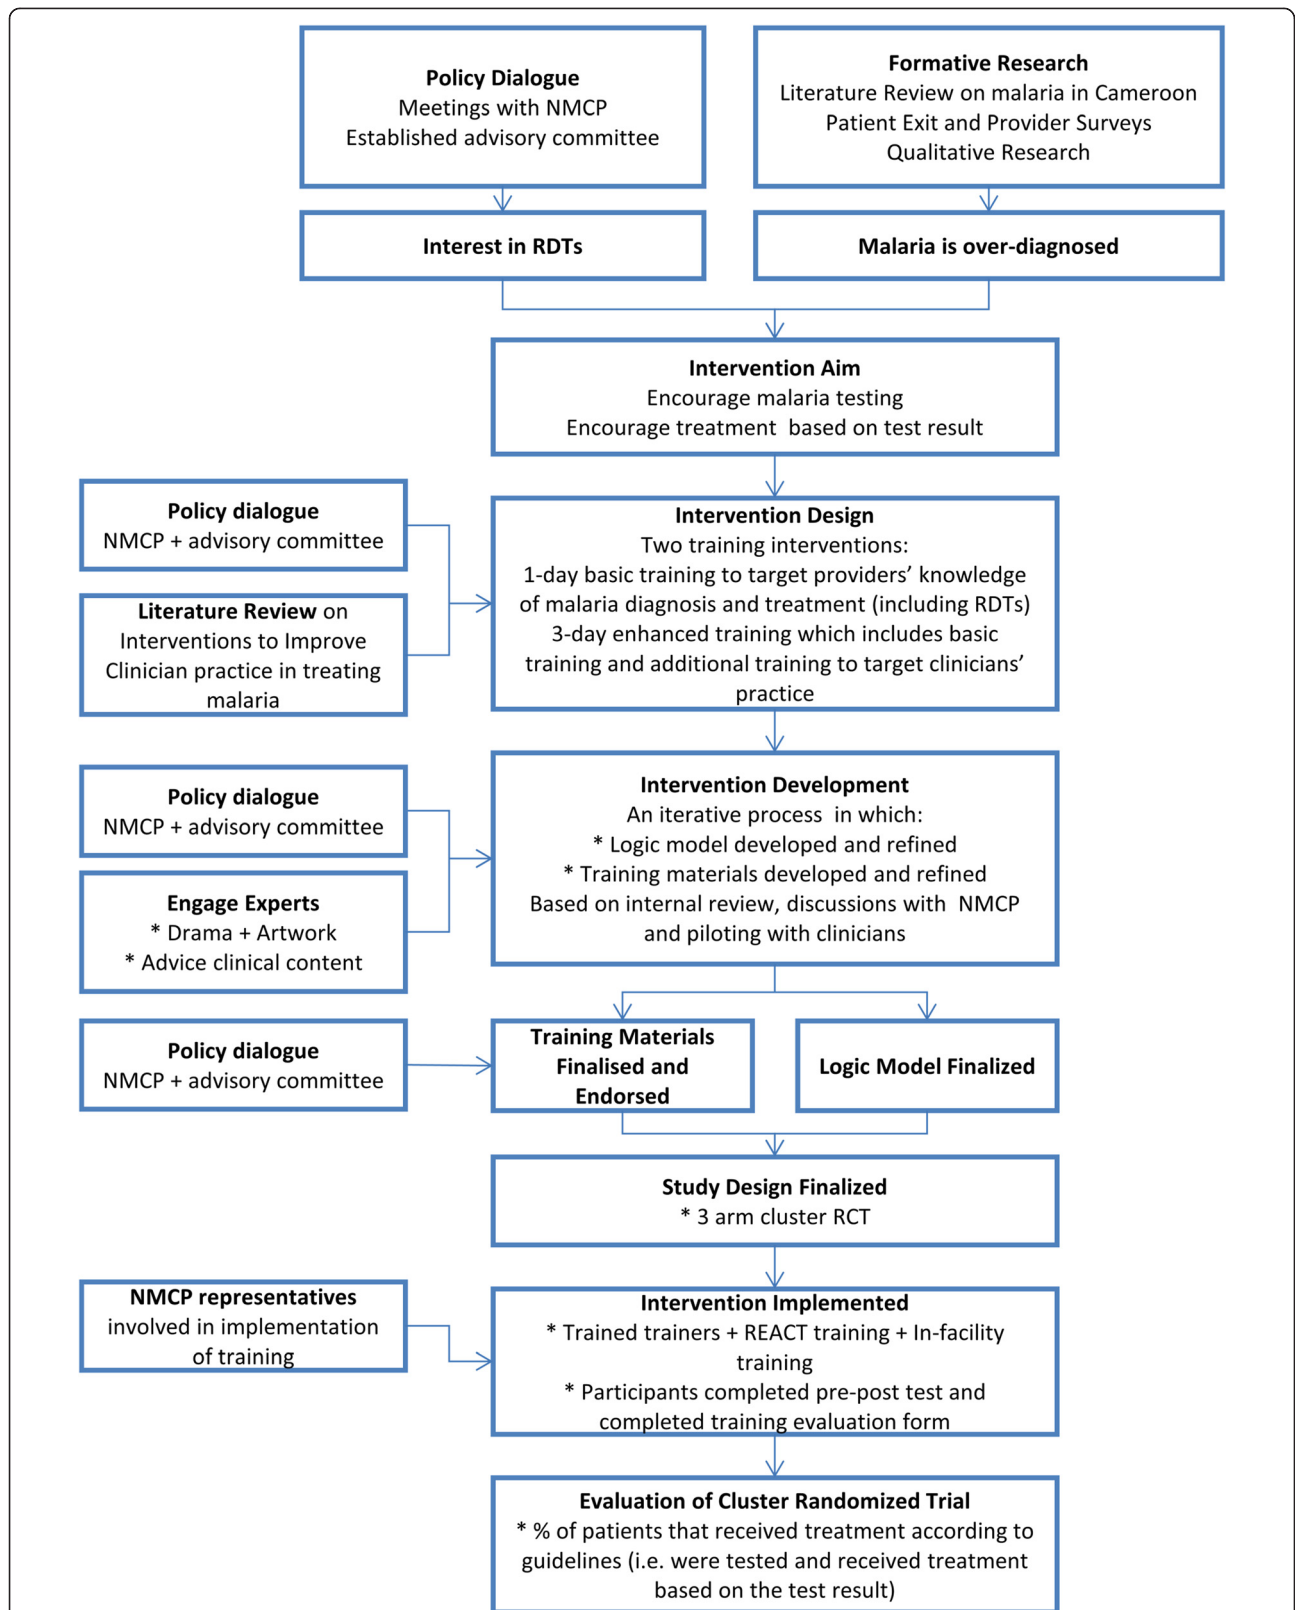 Policy Dialogue
Meetings with NMCP
Established advisory committee
Formative Research
Literature Review on malaria in Cameroon
Patient Exit and Provider Surveys
Qualitative Research
Interest in RDTs
Malaria is over-diagnosed
Intervention Aim
Encourage malaria testing
Encourage treatment based on test result
Policy dialogue
NMCP + advisory committee
Literature Review on
Interventions to Improve
Clinician practice in treating
malaria
Intervention Design
Two training interventions:
1-day basic training to target providers’ knowledge
of malaria diagnosis and treatment (including RDTs)
3-day enhanced training which includes basic
training and additional training to target clinicians’
practice
Policy dialogue
NMCP + advisory committee
Engage Experts
* Drama + Artwork
* Advice clinical content
Intervention Development
An iterative process in which:
* Logic model developed and refined
* Training materials developed and refined
Based on internal review, discussions with NMCP
and piloting with clinicians
Policy dialogue
NMCP + advisory committee
Training Materials
Finalised and
Endorsed
Logic Model Finalized
Study Design Finalized
* 3 arm cluster RCT
NMCP representatives
involved in implementation
of training
Intervention Implemented
* Trained trainers + REACT training + In-facility
training
* Participants completed pre-post test and
completed training evaluation form
Evaluation of Cluster Randomized Trial
* % of patients that received treatment according to
guidelines (i.e. were tested and received treatment
based on the test result)